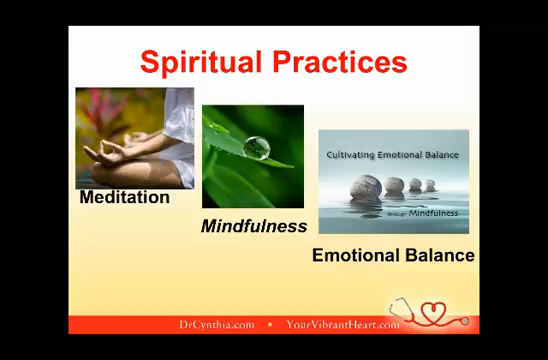 Spiritual Practices
Meditation
Mindfulness
Cultivating Emotional Balance
through Mindfulness
Emotional Balance
DrCynthia.com • YourVibrantHeart.com